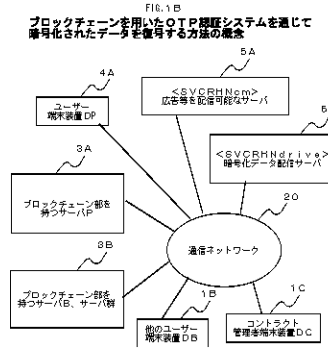 FIG.1B
ブロックチェーンを用いたＯＴＰ認証システムを通じて
暗号化されたデータを復号する方法の概念
4A
ユーザー
端末装置DP
5A
<SVCRHNcm>
広告等を配信可能なサーバ
5
<SVCRHNdrive>
暗号化データ配信サーバ
3A
ブロックチェーン部を
持つサーバP
20
通信ネットワーク
3B
ブロックチェーン部を
持つサーバB、サーバ群
1B
他のユーザー
端末装置DB
1C
コントラクト
管理者端末装置DC